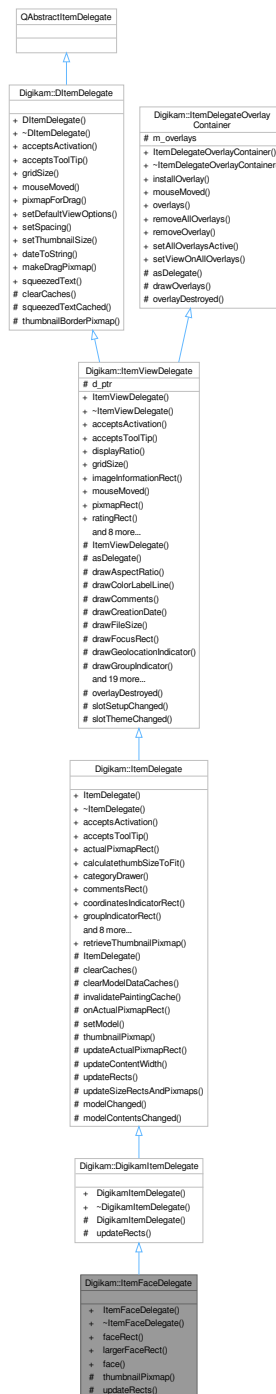 QAbstractItemDelegate
Digikam::DItemDelegate
+ DItemDelegate()
+ ~DItemDelegate()
+ acceptsActivation()
+ acceptsToolTip()
+ gridSize()
+ mouseMoved()
+ pixmapForDrag()
+ setDefaultViewOptions()
+ setSpacing()
+ setThumbnailSize()
+ dateToString()
+ makeDragPixmap()
+ squeezedText()
# clearCaches()
# squeezedTextCached()
# thumbnailBorderPixmap()
Digikam::ItemDelegateOverlay
Container
# m_overlays
+ ItemDelegateOverlayContainer()
+ ~ItemDelegateOverlayContainer
+ installOverlay()
+ mouseMoved()
+ overlays()
+ removeAllOverlays()
+ removeOverlay()
+ setAllOverlaysActive()
+ setViewOnAllOverlays()
# asDelegate()
# drawOverlays()
# overlayDestroyed()
Digikam::ItemViewDelegate
# d_ptr
+ ItemViewDelegate()
+ ~ItemViewDelegate()
+ acceptsActivation()
+ acceptsToolTip()
+ displayRatio()
+ gridSize()
+ imageInformationRect()
+ mouseMoved()
+ pixmapRect()
+ ratingRect()
and 8 more...
# ItemViewDelegate()
# asDelegate()
# drawAspectRatio()
# drawColorLabelLine()
# drawComments()
# drawCreationDate()
# drawFileSize()
# drawFocusRect()
# drawGeolocationIndicator()
# drawGroupIndicator()
and 19 more...
# overlayDestroyed()
# slotSetupChanged()
# slotThemeChanged()
Digikam::ItemDelegate
+ ItemDelegate()
+ ~ItemDelegate()
+ acceptsActivation()
+ acceptsToolTip()
+ actualPixmapRect()
+ calculatethumbSizeToFit()
+ categoryDrawer()
+ commentsRect()
+ coordinatesIndicatorRect()
+ groupIndicatorRect()
and 8 more...
+ retrieveThumbnailPixmap()
# ItemDelegate()
# clearCaches()
# clearModelDataCaches()
# invalidatePaintingCache()
# onActualPixmapRect()
# setModel()
# thumbnailPixmap()
# updateActualPixmapRect()
# updateContentWidth()
# updateRects()
# updateSizeRectsAndPixmaps()
# modelChanged()
# modelContentsChanged()
Digikam::DigikamItemDelegate
+ DigikamItemDelegate()
+ ~DigikamItemDelegate()
# DigikamItemDelegate()
# updateRects()
Digikam::ItemFaceDelegate
+ ItemFaceDelegate()
+ ~ItemFaceDelegate()
+ faceRect()
+ largerFaceRect()
+ face()
# thumbnailPixmap()
# updateRects()